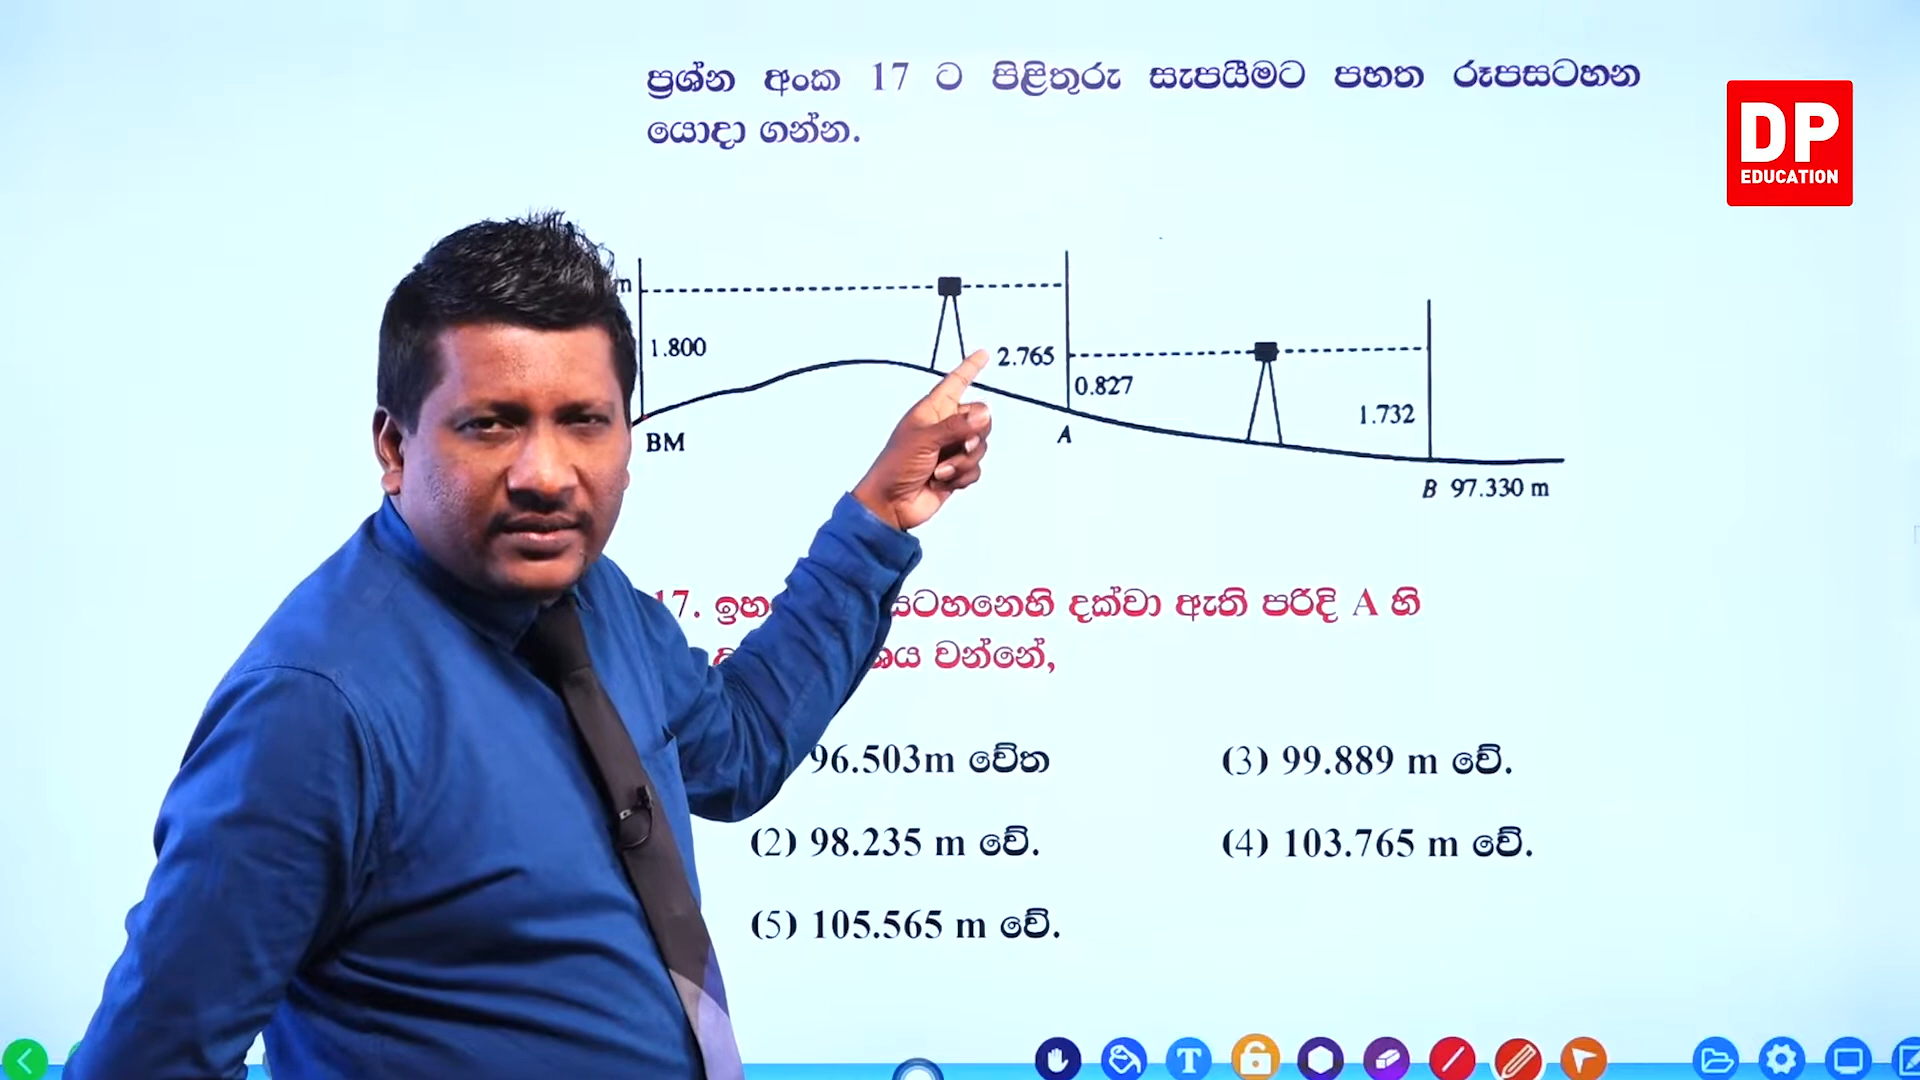 ප්‍රශ්න අංක 17 ට පිළිතුරු සැපයීමට පහත රූපසටහන
යොදා ගන්න.
DP
EDUCATION
m
1.800
2.765
0.827
1.732
BM
A
B 97.330 m
17. ඉහ සටහනෙහි දක්වා ඇති පරිදි A හි
වන්නේ,
96.503m වේත
(3) 99.889 m වේ.
(2) 98.235 m වේ.
(4) 103.765 m වේ.
(5) 105.565 m වේ.
T